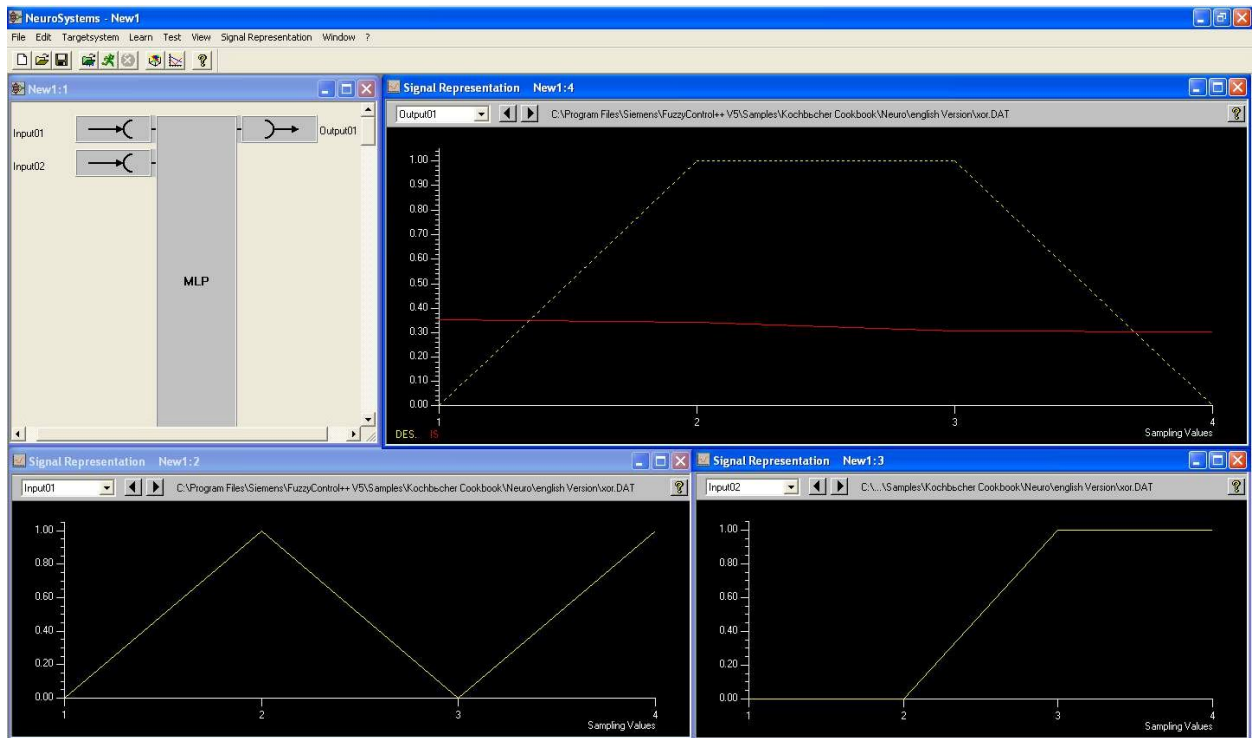 NeuroSystems - New1
File Edit Targetsystem Learn Test View Signal Representation Window ?
New1:1
Input01
Output01
Input02
MLP
Signal Representation New1:4
Output01
C:\Program Files\Siemens\FuzzyControl++ V5\Samples\Kochbьcher Cookbook\Neuro\english Version\xor.DAT
1.00
0.90
0.80
0.70
0.60
0.50
0.40
0.30
0.20
0.10
0.00
1 2 3 4
DES. IS
Sampling Values
Signal Representation New1:2
Input01
C:\Program Files\Siemens\FuzzyControl++ V5\Samples\Kochbьcher Cookbook\Neuro\english Version\xor.DAT
1.00
0.80
0.60
0.40
0.20
0.00
1 2 3 4
Sampling Values
Signal Representation New1:3
Input02
C:\...\Samples\Kochbьcher Cookbook\Neuro\english Version\xor.DAT
1.00
0.80
0.60
0.40
0.20
0.00
1 2 3 4
Sampling Values